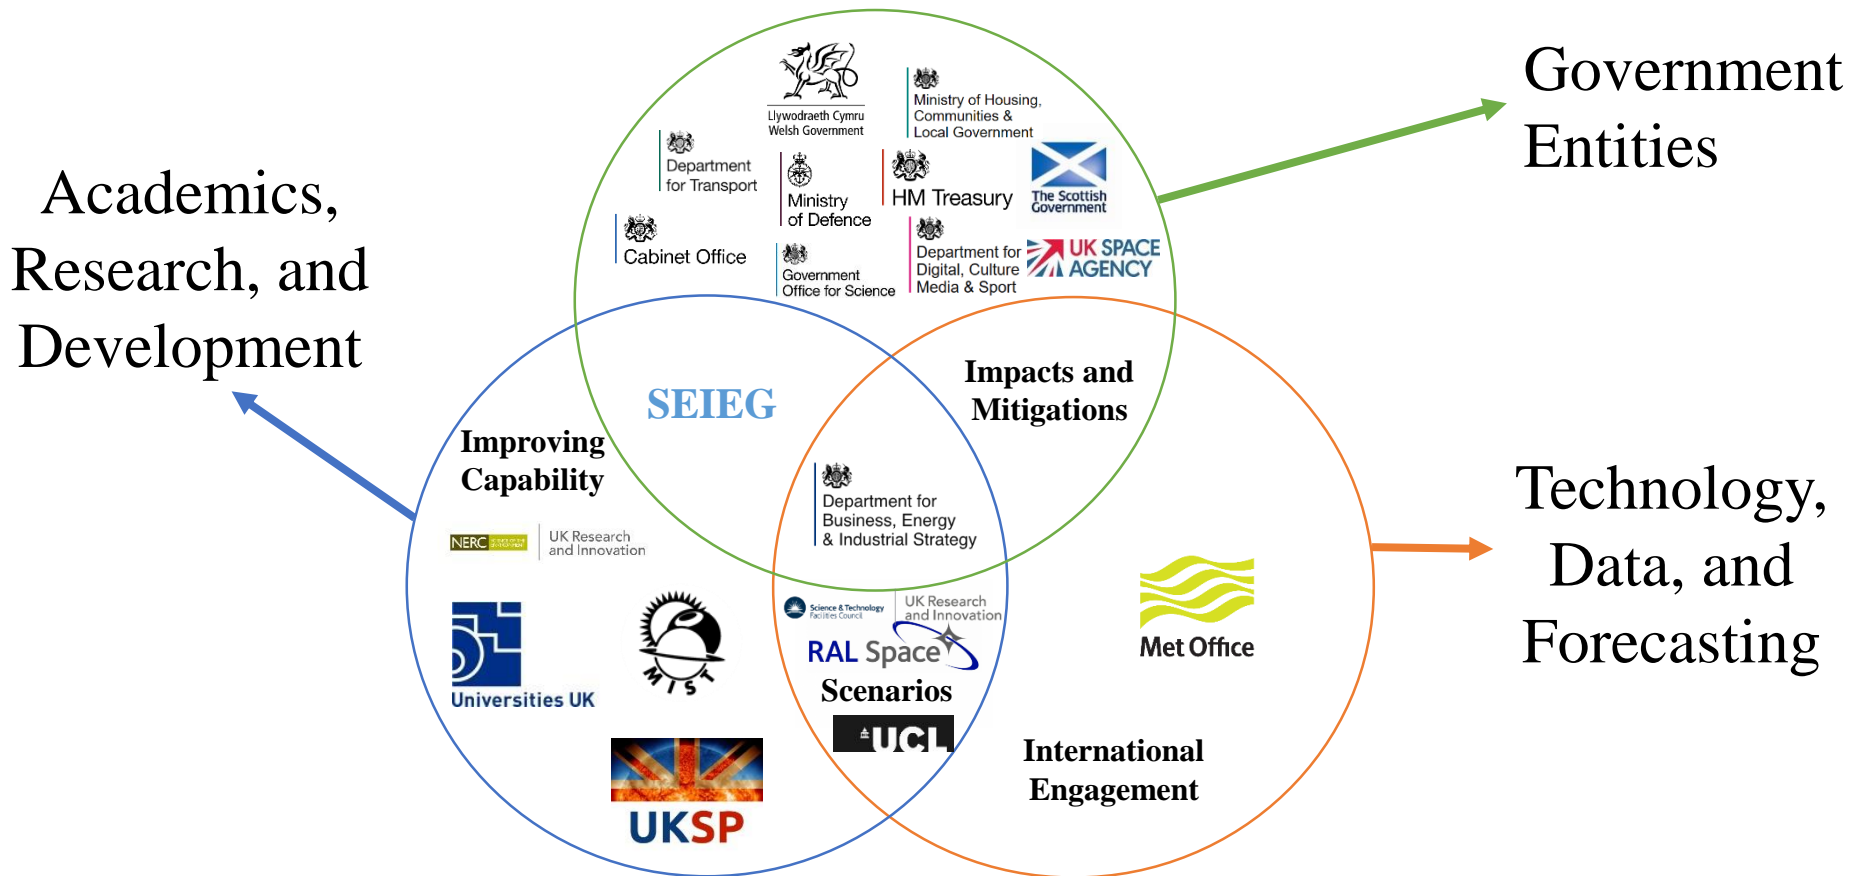 Government
Entities
Academics,
Research, and
Development
Technology,
Data, and
Forecasting
Llywodraeth Cymru
Welsh Government
Ministry of Housing,
Communities &
Local Government
Department
for Transport
Ministry
of Defence
HM Treasury
The Scottish
Government
Cabinet Office
Government
Office for Science
Department for
Digital, Culture
Media & Sport
UK SPACE
AGENCY
SEIEG
Impacts and
Mitigations
Improving
Capability
Department for
Business, Energy
& Industrial Strategy
NERC
UK Research
and Innovation
Universities UK
MIST
UKSP
Science & Technology
Facilities Council
UK Research
and Innovation
RAL Space
Scenarios
UCL
Met Office
International
Engagement